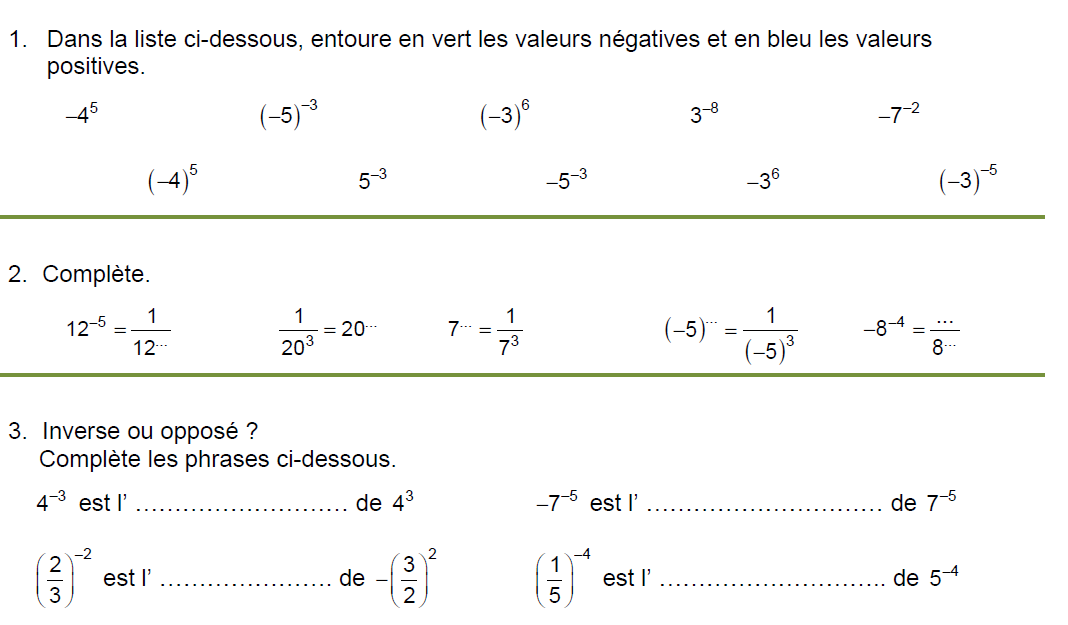 1. Dans la liste ci-dessous, entoure en vert les valeurs négatives et en bleu les valeurs
positives.
–4⁵ (–5)⁻³ (–3)⁶ 3⁻⁸ –7⁻²
(–4)⁵ 5⁻³ –5⁻³ –3⁶ (–3)⁻⁵
2. Complète.
12⁻⁵ = 1/12^… 1/20³ = 20^… 7^… = 1/7³ (–5)^… = 1/(–5)³ –8⁻⁴ = …/8^…
3. Inverse ou opposé ?
Complète les phrases ci-dessous.
4⁻³ est l’ ........................... de 4³ –7⁻⁵ est l’ .............................. de 7⁻⁵
(2/3)⁻² est l’ ...................... de –(3/2)² (1/5)⁻⁴ est l’ ............................. de 5⁻⁴